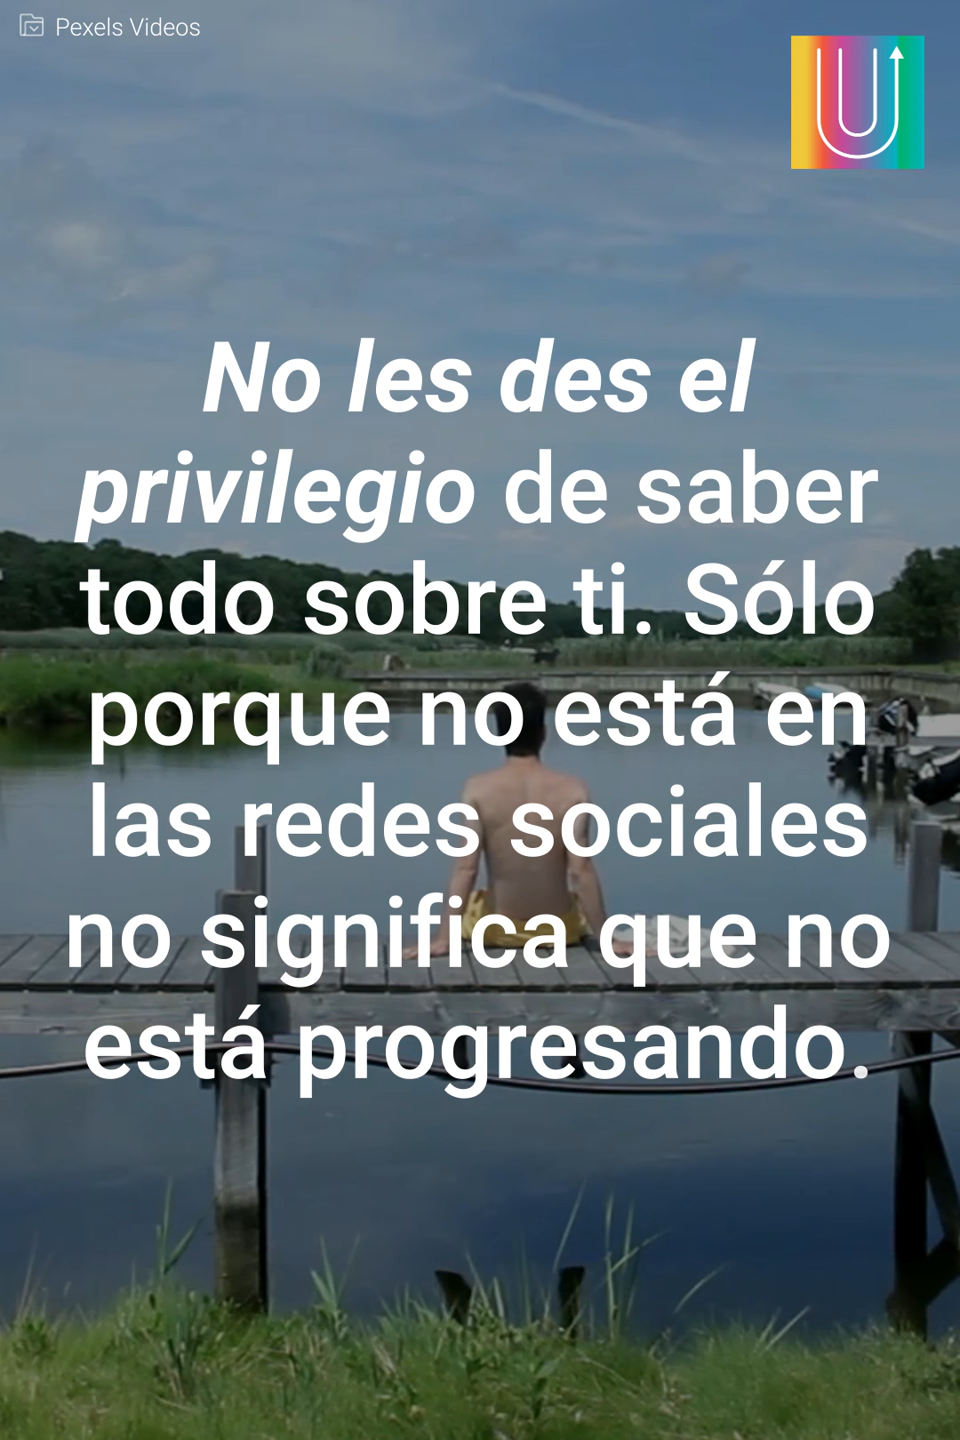 Pexels Videos
U
No les des el
privilegio de saber
todo sobre ti. Sólo
porque no está en
las redes sociales
no significa que no
está progresando.